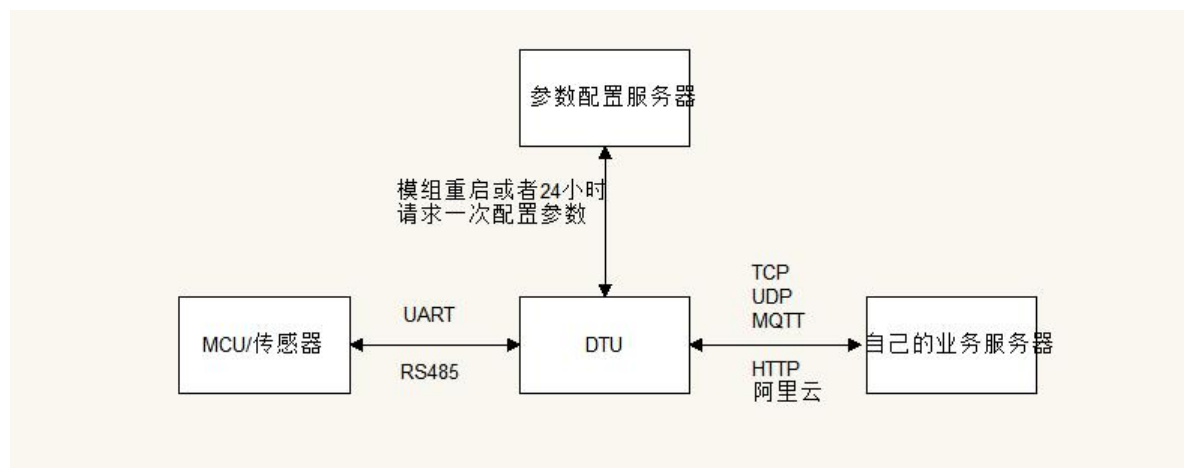 参数配置服务器
模组重启或者24小时
请求一次配置参数
MCU/传感器
UART
RS485
DTU
TCP
UDP
MQTT
HTTP
阿里云
自己的业务服务器